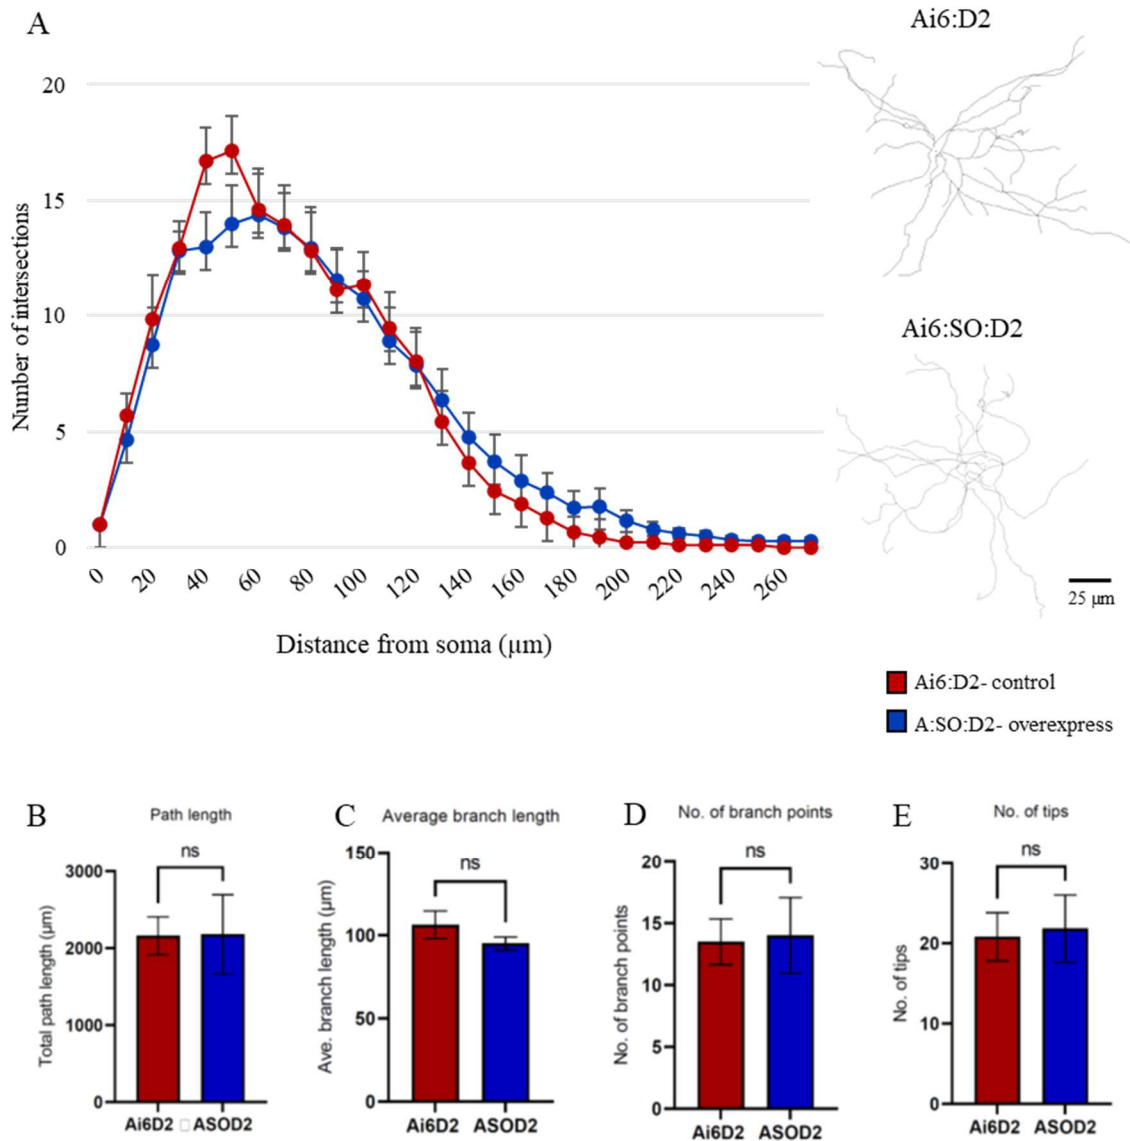 A
Ai6:D2
20
15
10
5
0
Number of intersections
0 20 40 60 80 100 120 140 160 180 200 220 240 260
Distance from soma (µm)
Ai6:SO:D2
25 µm
Ai6:D2- control
A:SO:D2- overexpress
B
Path length
ns
3000
2000
1000
0
Total path length (µm)
Ai6D2 ASOD2
C
Average branch length
ns
150
100
50
0
Ave. branch length (µm)
Ai6D2 ASOD2
D
No. of branch points
ns
20
15
10
5
0
No. of branch points
Ai6D2 ASOD2
E
No. of tips
ns
30
20
10
0
No. of tips
Ai6D2 ASOD2